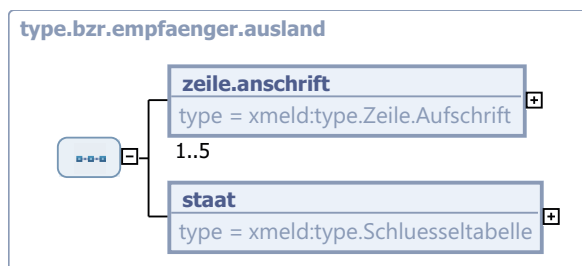 type.bzr.empfaenger.ausland
zeile.anschrift
type = xmeld:type.Zeile.Aufschrift
1..5
staat
type = xmeld:type.Schluesseltabelle